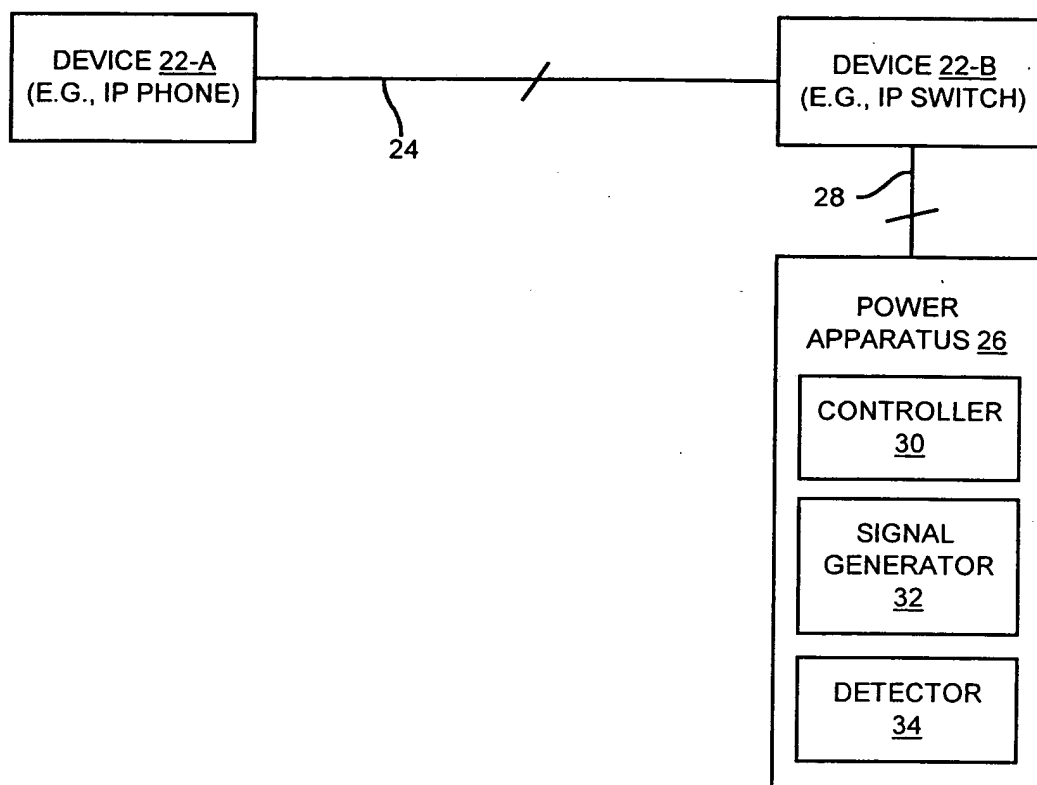 DEVICE 22-A
(E.G., IP PHONE)
DEVICE 22-B
(E.G., IP SWITCH)
24
28
POWER
APPARATUS 26
CONTROLLER
30
SIGNAL
GENERATOR
32
DETECTOR
34